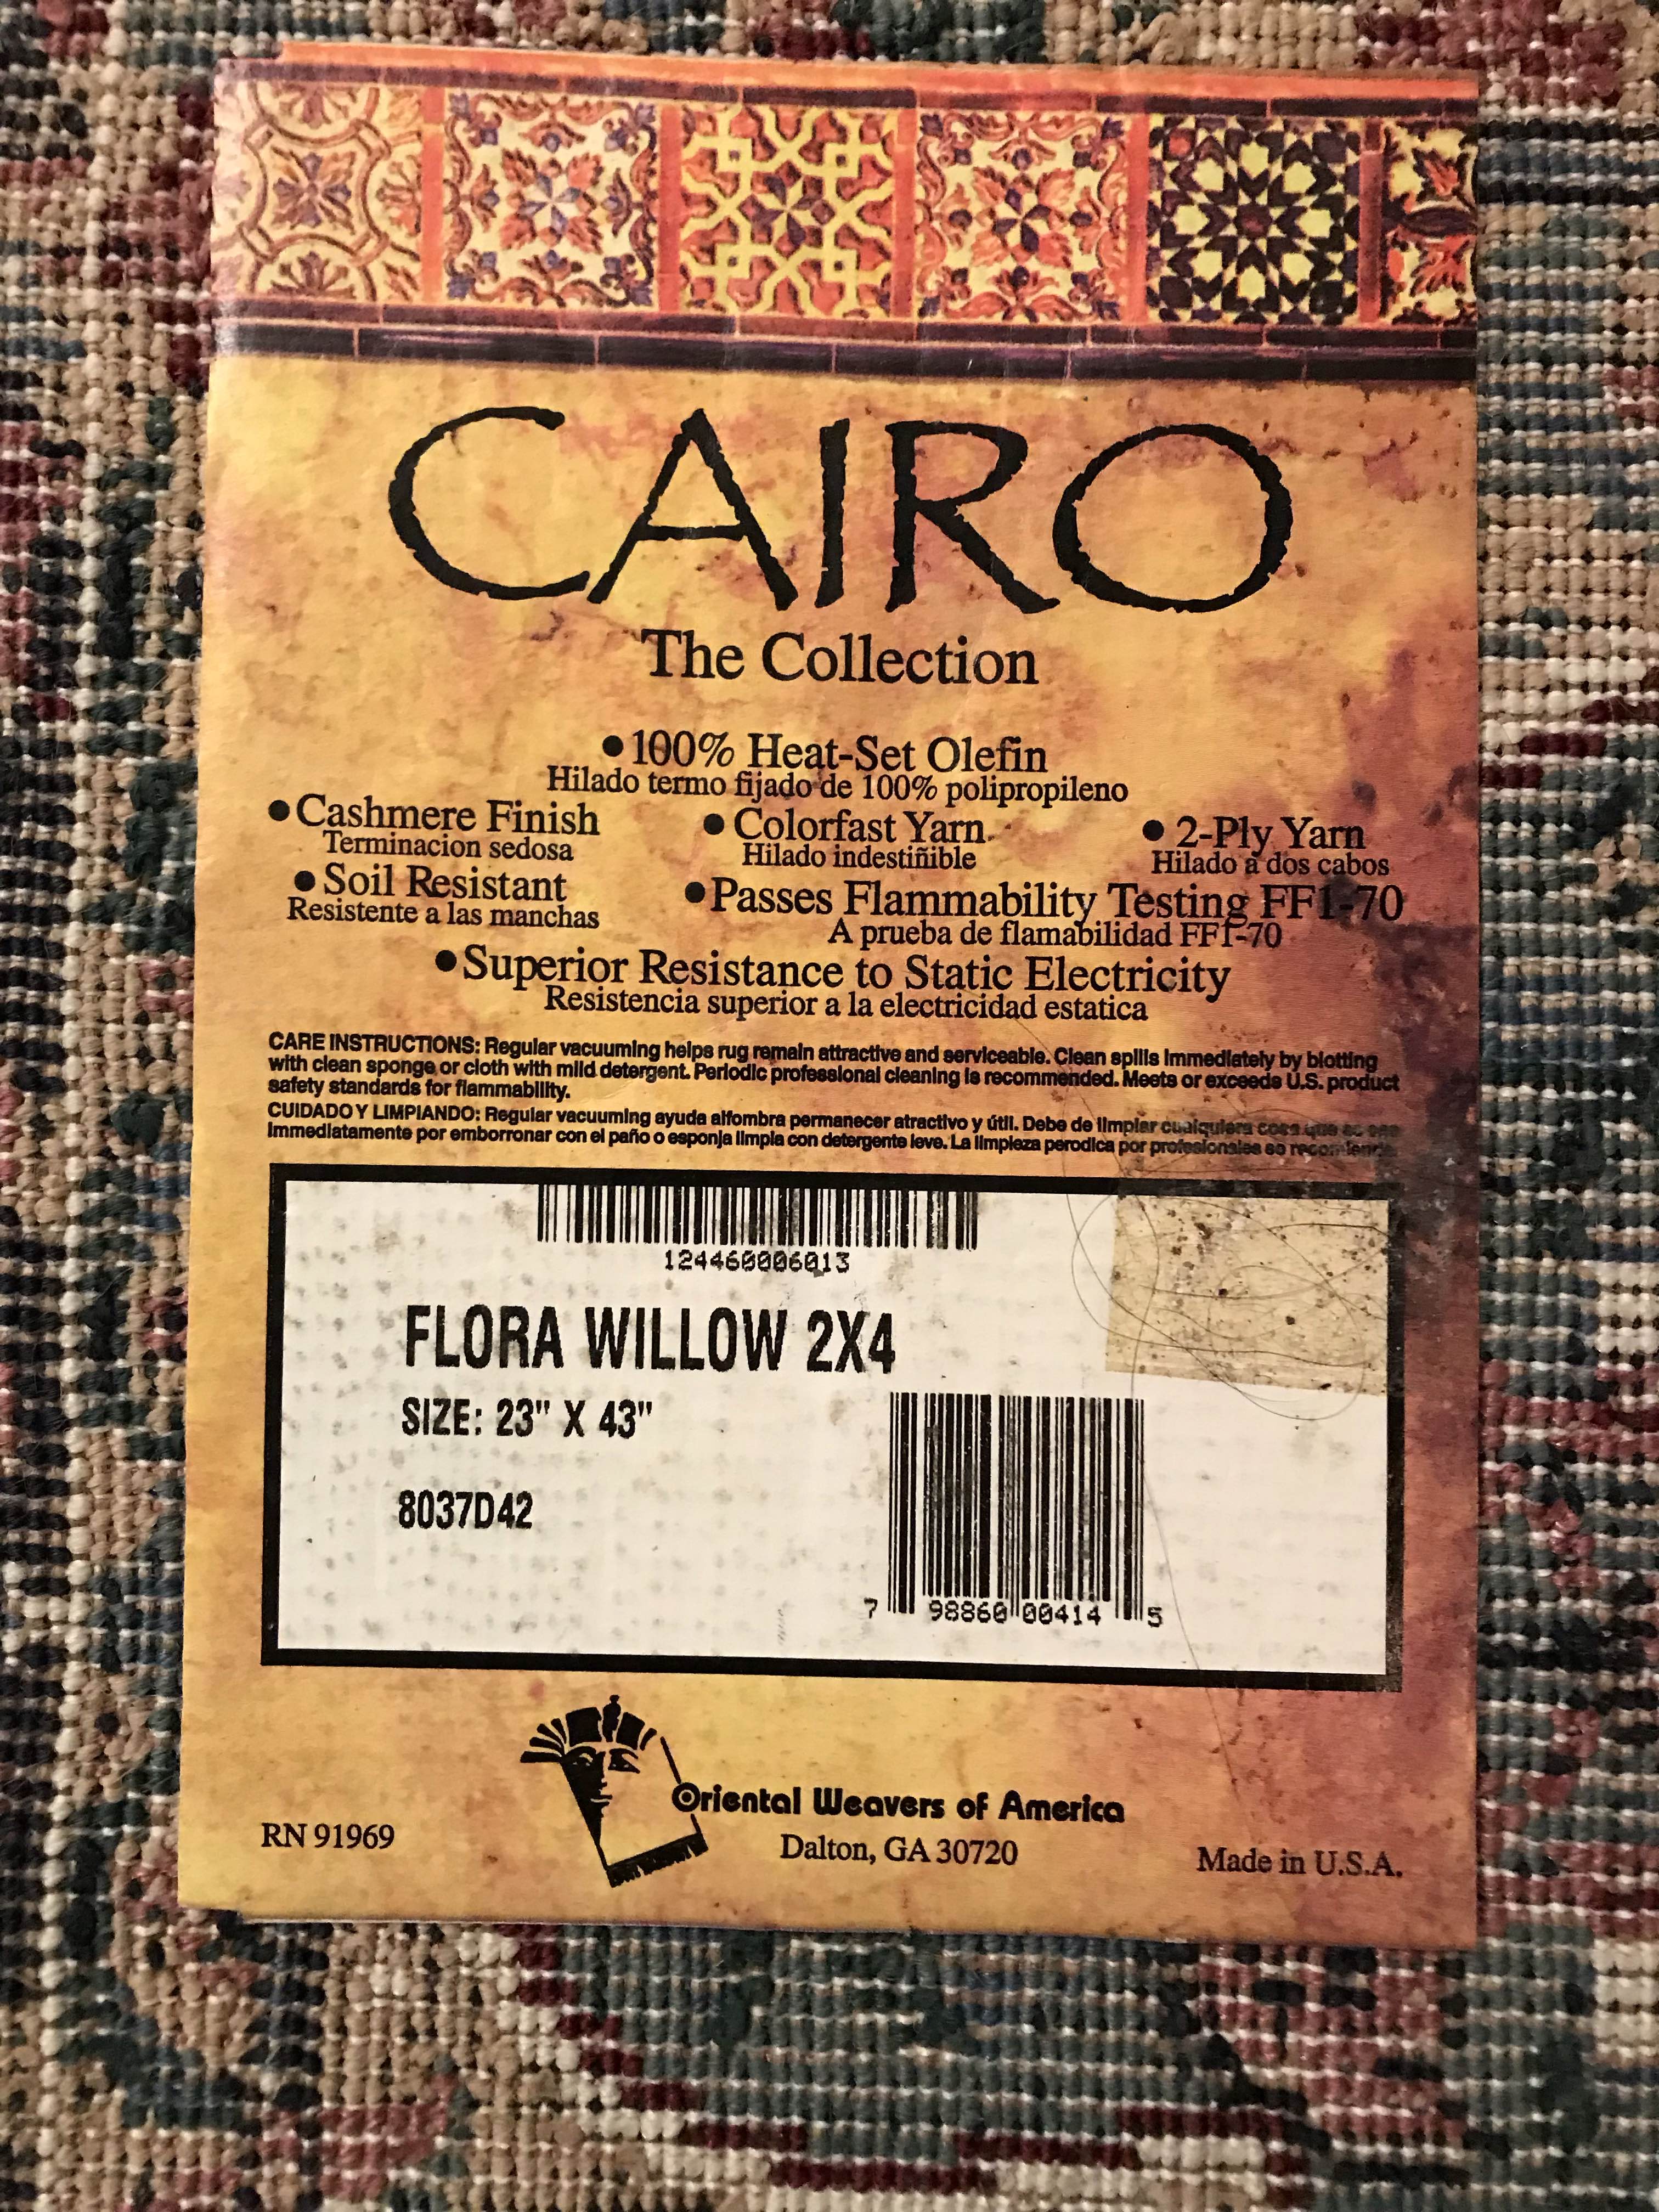 CAIRO
The Collection
●100% Heat-Set Olefin
Hilado termo fijado de 100% polipropileno
●Cashmere Finish
Terminacion sedosa
● Colorfast Yarn
Hilado indestiñible
● 2-Ply Yarn
Hilado a dos cabos
● Soil Resistant
Resistente a las manchas
●Passes Flammability Testing FF1-70
A prueba de flamabilidad FF1-70
●Superior Resistance to Static Electricity
Resistencia superior a la electricidad estatica
CARE INSTRUCTIONS: Regular vacuuming helps rug remain attractive and serviceable. Clean spills immediately by blotting
with clean sponge or cloth with mild detergent. Periodic professional cleaning is recommended. Meets or exceeds U.S. product
safety standards for flammability.
CUIDADO Y LIMPIANDO: Regular vacuuming ayuda alfombra permanecer atractivo y útil. Debe de limpiar cualquiera cosa que se
immediatamente por emborronar con el paño o esponja limpia con detergente leve. La limpieza perodica por profesionales se
124460006013
FLORA WILLOW 2X4
SIZE: 23" X 43"
8037D42
7 98860 00414 5
Oriental Weavers of America
Dalton, GA 30720
RN 91969
Made in U.S.A.